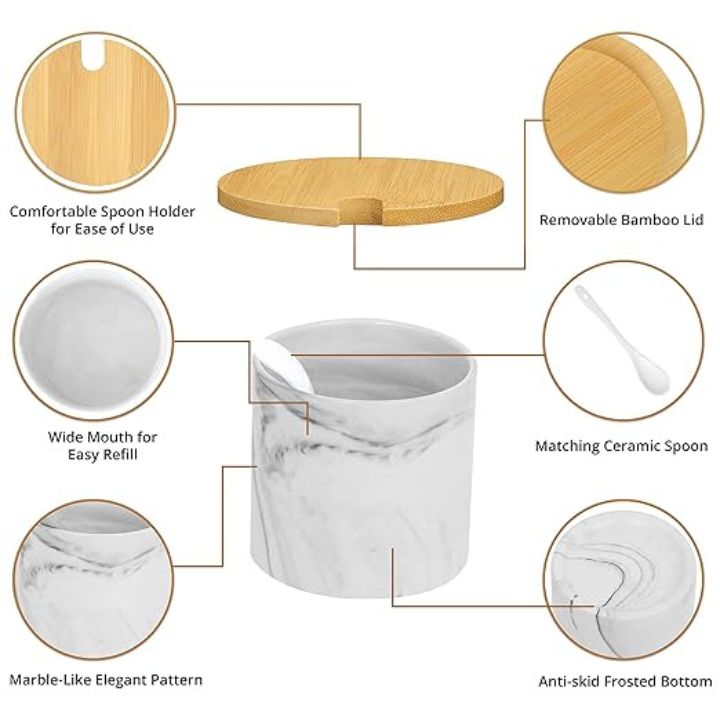 Comfortable Spoon Holder
for Ease of Use
Removable Bamboo Lid
Wide Mouth for
Easy Refill
Matching Ceramic Spoon
Marble-Like Elegant Pattern
Anti-skid Frosted Bottom